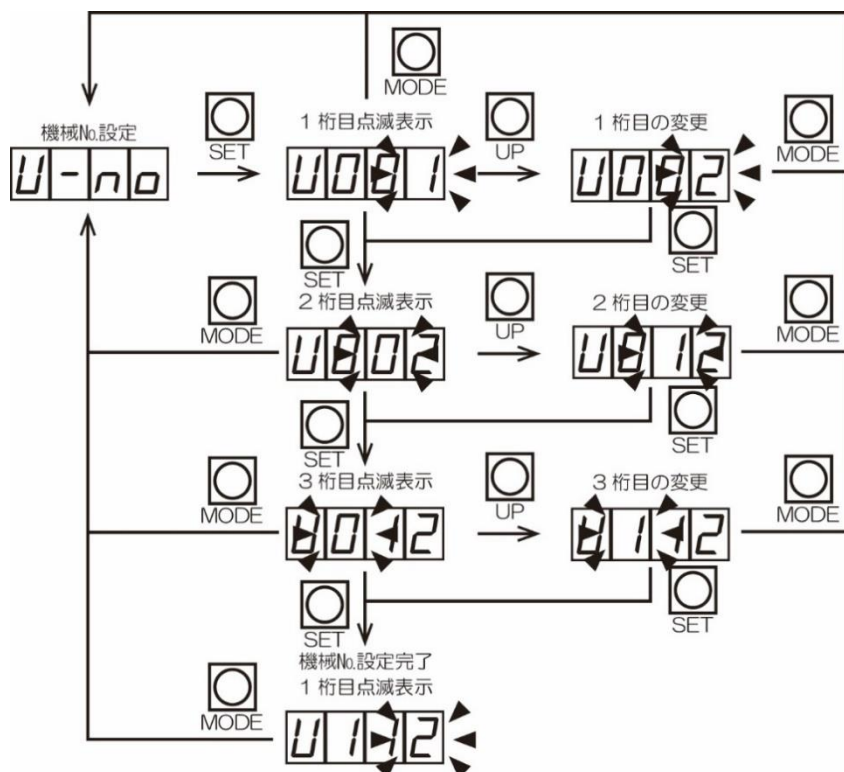 MODE
機械No.設定
SET
1桁目点滅表示
UP
1桁目の変更
MODE
U-no
U001
U002
SET
SET
MODE
2桁目点滅表示
UP
2桁目の変更
MODE
U002
U012
SET
SET
MODE
3桁目点滅表示
UP
3桁目の変更
MODE
U012
U112
SET
SET
機械No.設定完了
MODE
1桁目点滅表示
U112